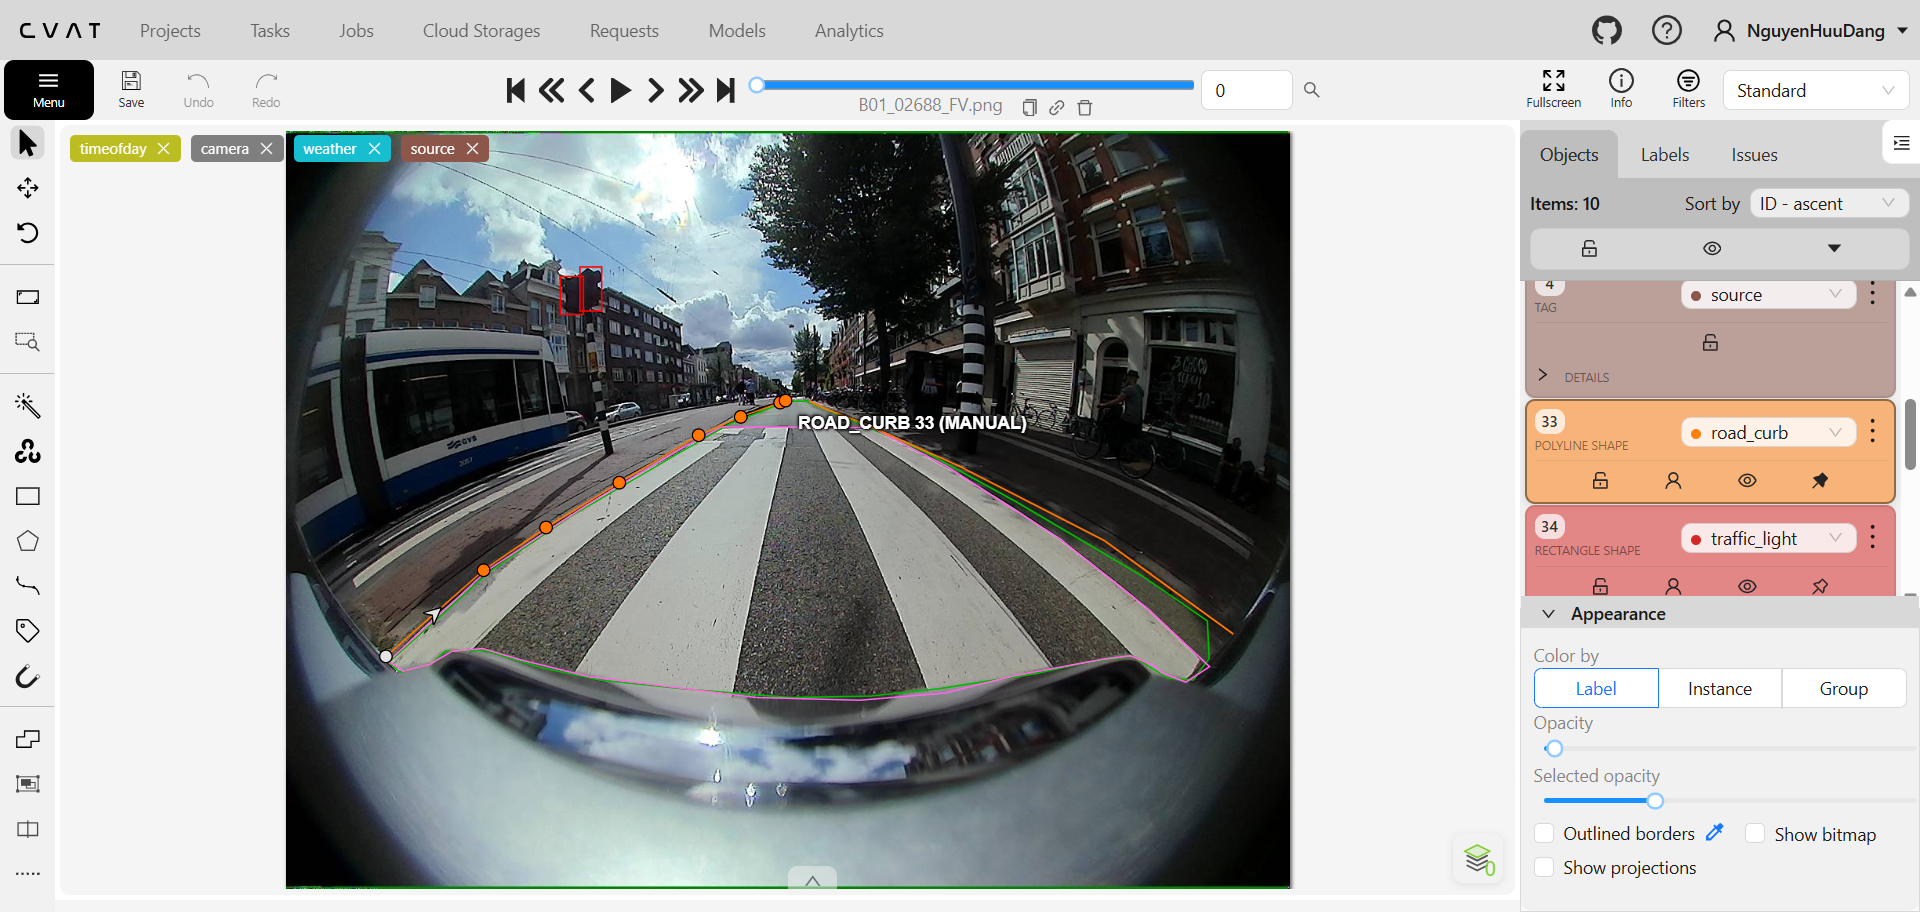 CVAT
Projects
Tasks
Jobs
Cloud Storages
Requests
Models
Analytics
NguyenHuuDang
Menu
Save
Undo
Redo
0
B01_02688_FV.png
Fullscreen
Info
Filters
Standard
timeofday
camera
weather
source
Objects
Labels
Issues
Items: 10
Sort by
ID - ascent
4
TAG
source
DETAILS
33
POLYLINE SHAPE
road_curb
34
RECTANGLE SHAPE
traffic_light
ROAD_CURB 33 (MANUAL)
GVB
2057
Appearance
Color by
Label
Instance
Group
Opacity
Selected opacity
Outlined borders
Show bitmap
Show projections
0